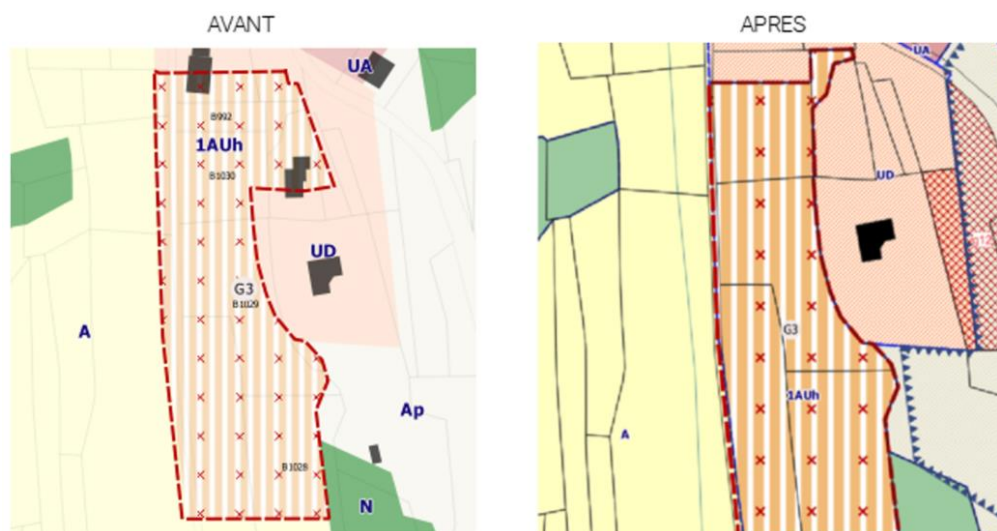 AVANT
APRES
UA
B992
1AUh
B1030
UD
G3
B1029
A
Ap
B1028
N
UA
UD
G3
1AUh
A